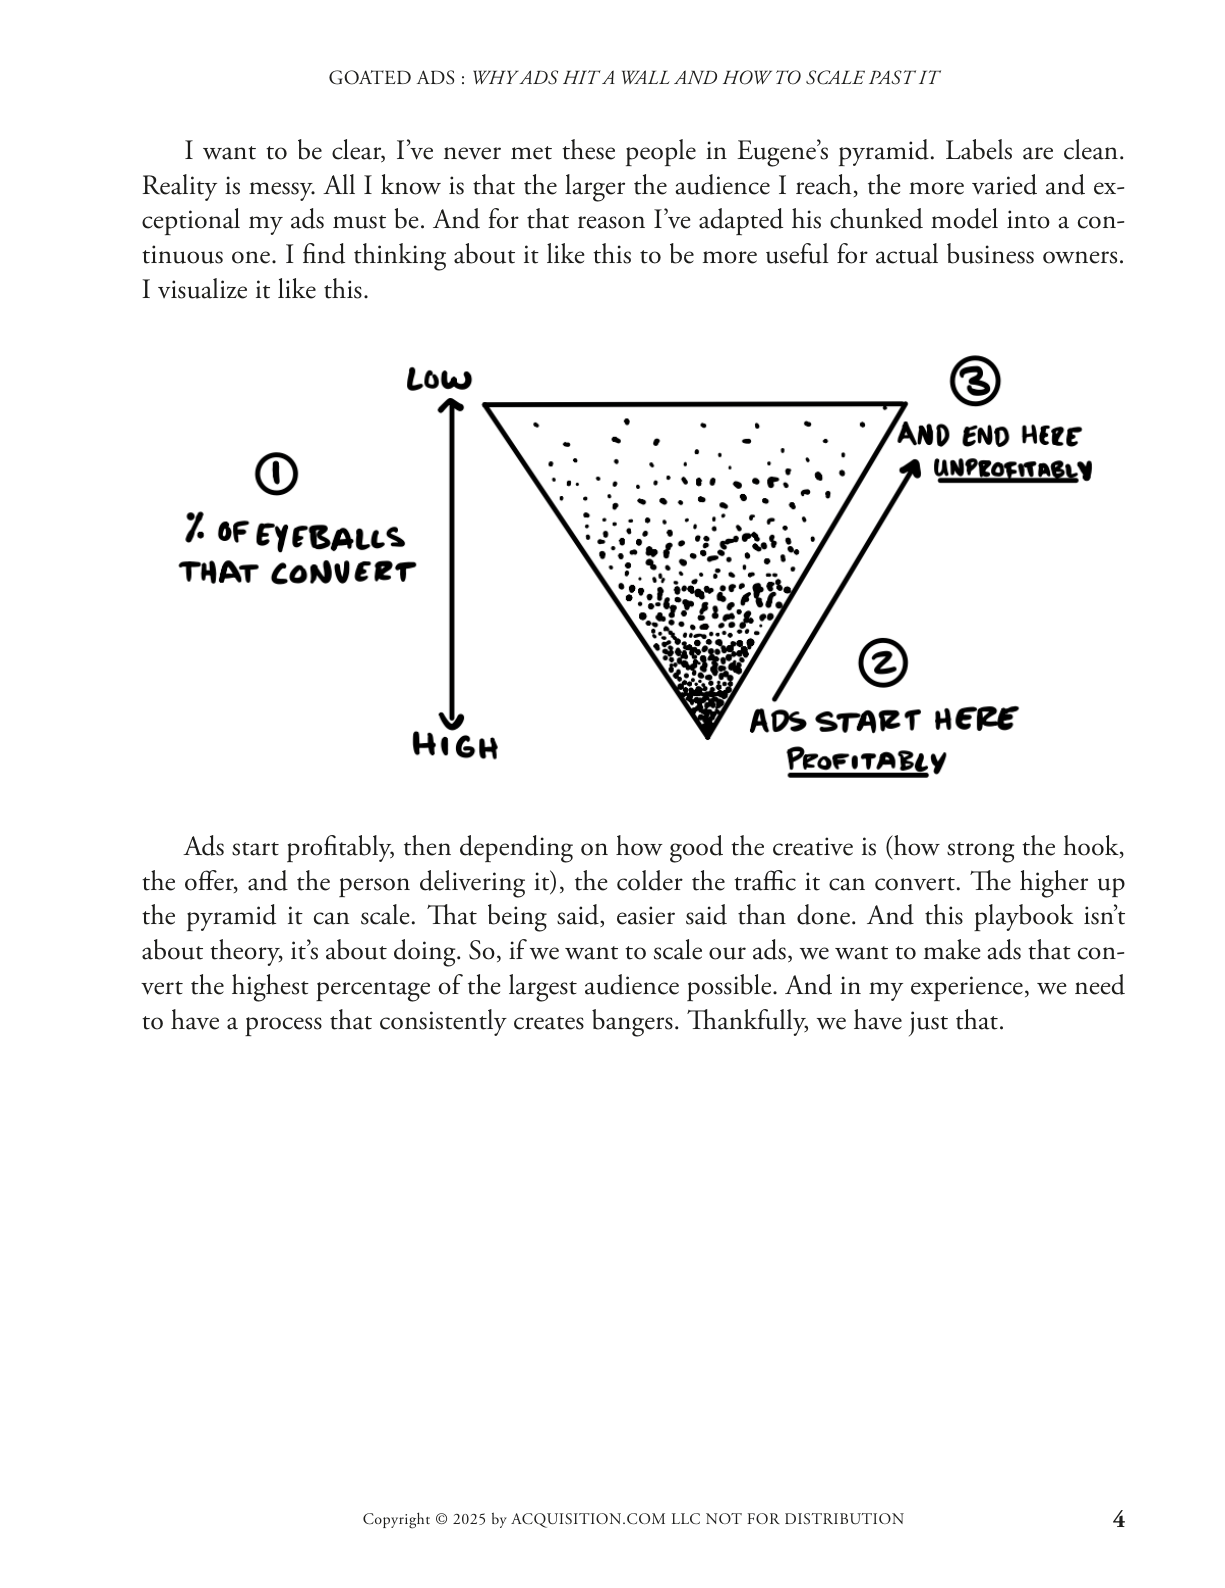 GOATED ADS : WHY ADS HIT A WALL AND HOW TO SCALE PAST IT
I want to be clear, I’ve never met these people in Eugene’s pyramid. Labels are clean.
Reality is messy. All I know is that the larger the audience I reach, the more varied and ex-
ceptional my ads must be. And for that reason I’ve adapted his chunked model into a con-
tinuous one. I find thinking about it like this to be more useful for actual business owners.
I visualize it like this.
LOW
3
AND END HERE
UNPROFITABLY
1
% OF EYEBALLS
THAT CONVERT
2
ADS START HERE
PROFITABLY
HIGH
Ads start profitably, then depending on how good the creative is (how strong the hook,
the offer, and the person delivering it), the colder the traffic it can convert. The higher up
the pyramid it can scale. That being said, easier said than done. And this playbook isn’t
about theory, it’s about doing. So, if we want to scale our ads, we want to make ads that con-
vert the highest percentage of the largest audience possible. And in my experience, we need
to have a process that consistently creates bangers. Thankfully, we have just that.
Copyright © 2025 by ACQUISITION.COM LLC NOT FOR DISTRIBUTION
4